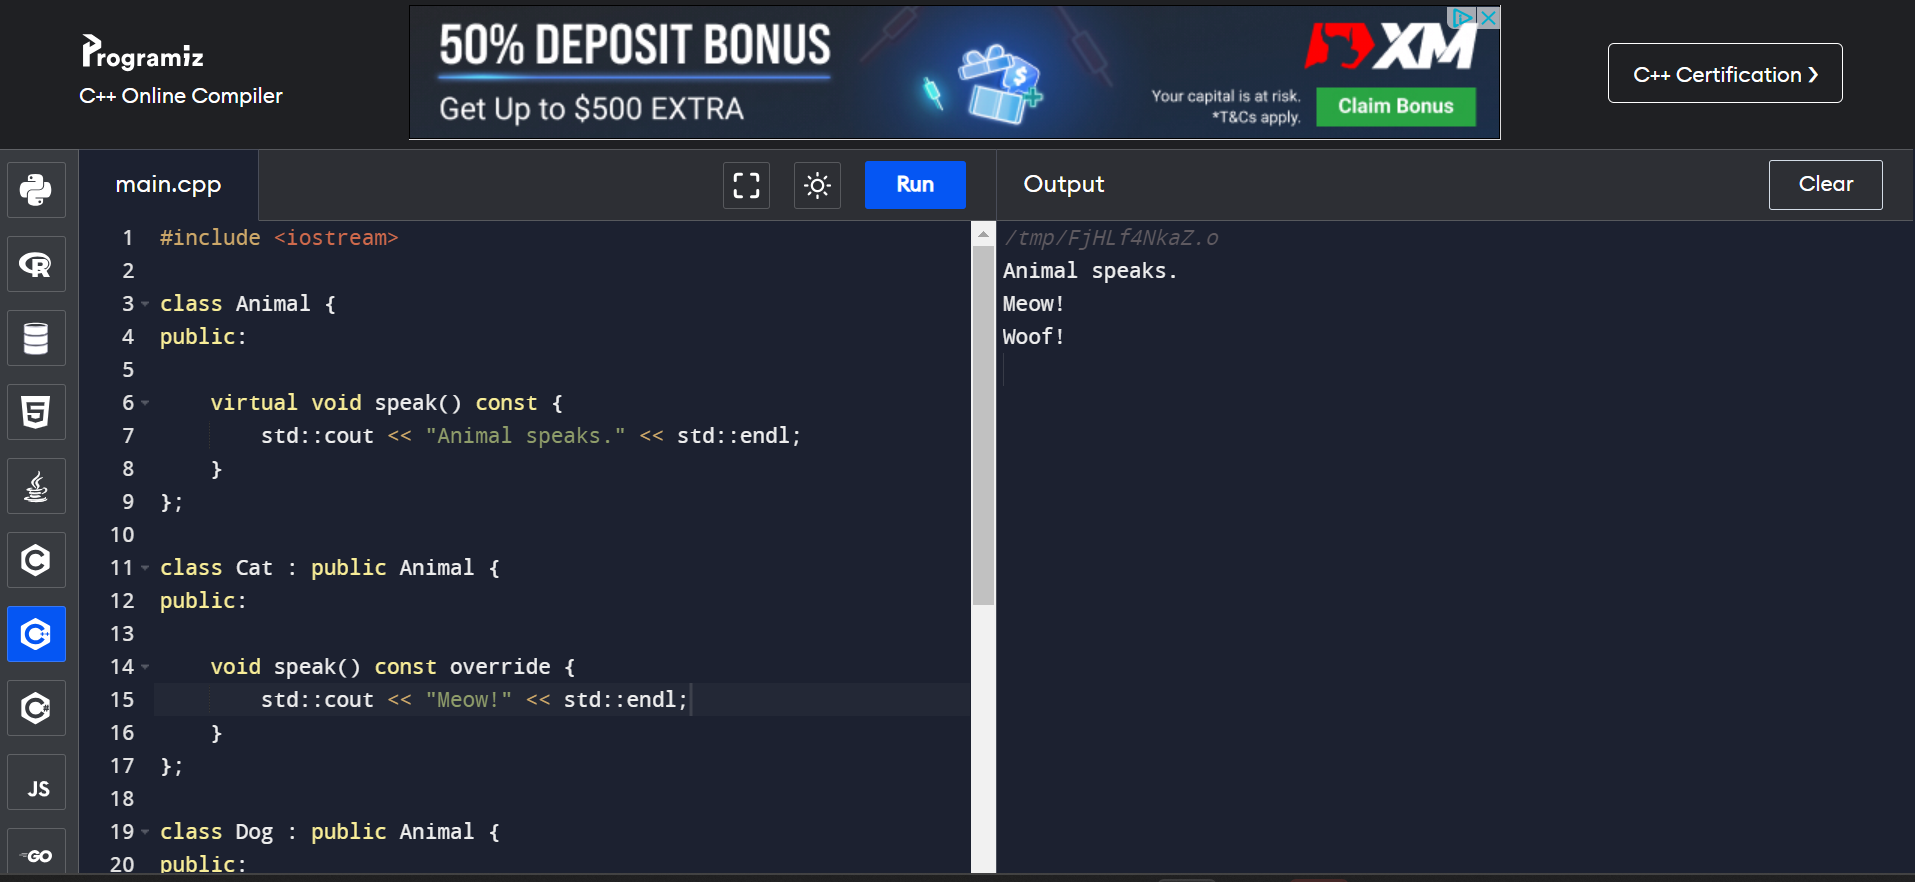 Programiz
C++ Online Compiler
50% DEPOSIT BONUS
Get Up to $500 EXTRA
XM
Your capital is at risk.
*T&Cs apply.
Claim Bonus
C++ Certification ❯
main.cpp
Run
Output
Clear
1 #include <iostream>
2
3 class Animal {
4 public:
5
6     virtual void speak() const {
7         std::cout << "Animal speaks." << std::endl;
8     }
9 };
10
11 class Cat : public Animal {
12 public:
13
14     void speak() const override {
15         std::cout << "Meow!" << std::endl;
16     }
17 };
18
19 class Dog : public Animal {
20 public:
/tmp/FjHLf4NkaZ.o
Animal speaks.
Meow!
Woof!
R
5
C
C++
C#
JS
GO